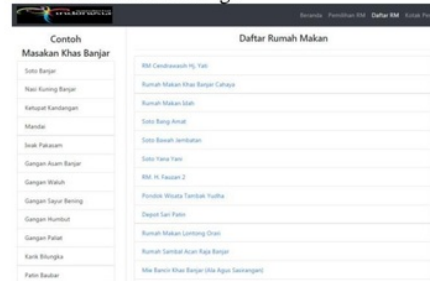 Indonesia
Beranda Pemilihan RM Daftar RM Kotak Pe
Contoh
Masakan Khas Banjar
Soto Banjar
Nasi Kuning Banjar
Ketupat Kandangan
Mandai
Iwak Pakasam
Gangan Asam Banjar
Gangan Waluh
Gangan Sayur Bening
Gangan Humbut
Gangan Paliat
Karih Bilungka
Patin Baubar
Daftar Rumah Makan
RM Cendrawasih Hj. Yati
Rumah Makan Khas Banjar Cahaya
Rumah Makan Idah
Soto Bang Amat
Soto Bawah Jembatan
Soto Yana Yani
RM. H. Fauzan 2
Pondok Wisata Tambak Yudha
Depot Sari Patin
Rumah Makan Lontong Orari
Rumah Sambal Acan Raja Banjar
Mie Bancir Khas Banjar (Ala Agus Sasirangan)